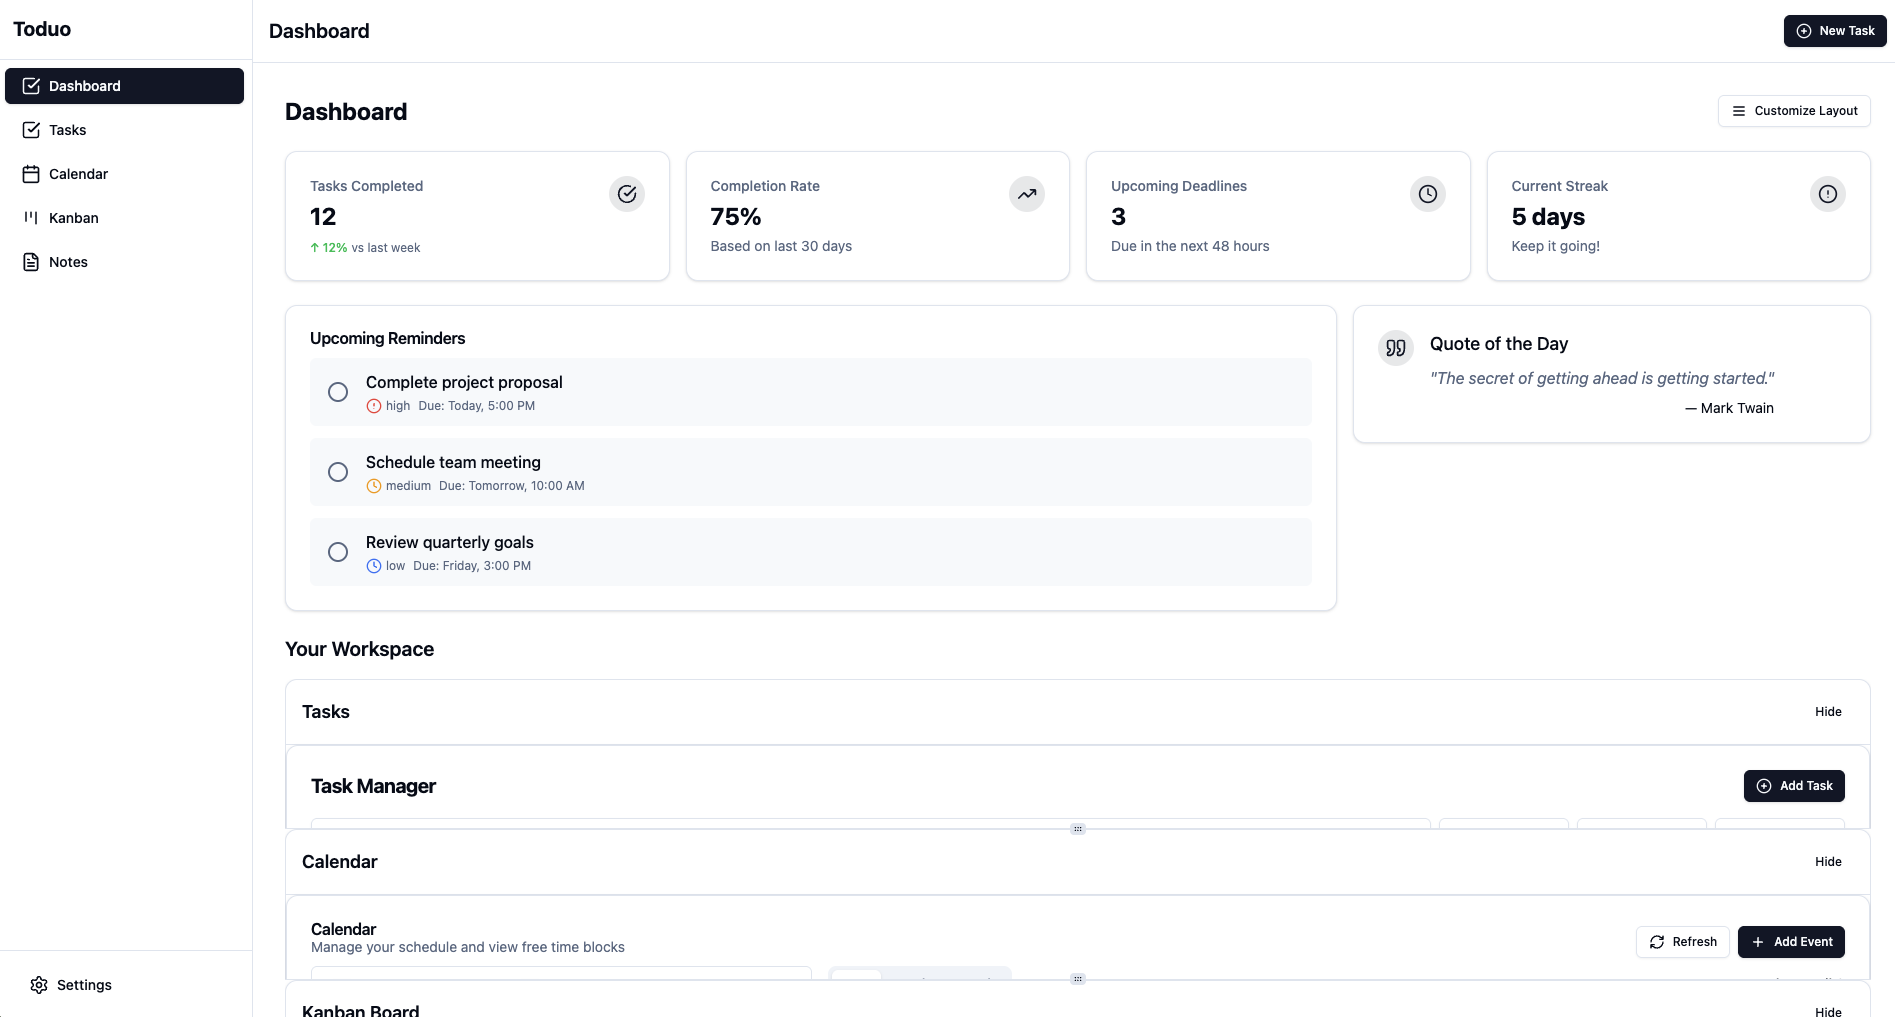 Toduo
Dashboard
New Task
Dashboard
Tasks
Calendar
Kanban
Notes
Settings
Dashboard
Customize Layout
Tasks Completed
12
↑ 12% vs last week
Completion Rate
75%
Based on last 30 days
Upcoming Deadlines
3
Due in the next 48 hours
Current Streak
5 days
Keep it going!
Upcoming Reminders
Complete project proposal
high Due: Today, 5:00 PM
Schedule team meeting
medium Due: Tomorrow, 10:00 AM
Review quarterly goals
low Due: Friday, 3:00 PM
Quote of the Day
"The secret of getting ahead is getting started."
— Mark Twain
Your Workspace
Tasks
Hide
Task Manager
Add Task
Calendar
Hide
Calendar
Manage your schedule and view free time blocks
Refresh
Add Event
Kanban Board
Hide